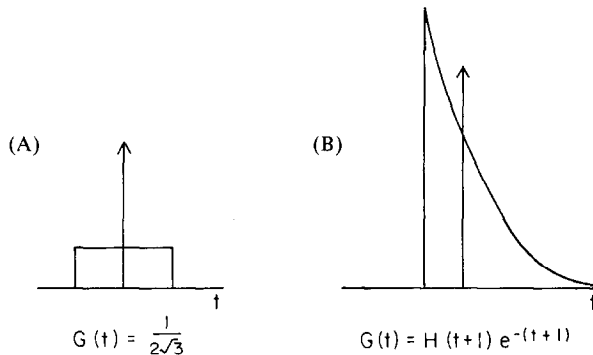 (A)
(B)
t
t
G (t) = 1/(2√3)
G(t) = H (t+1) e^-(t+1)